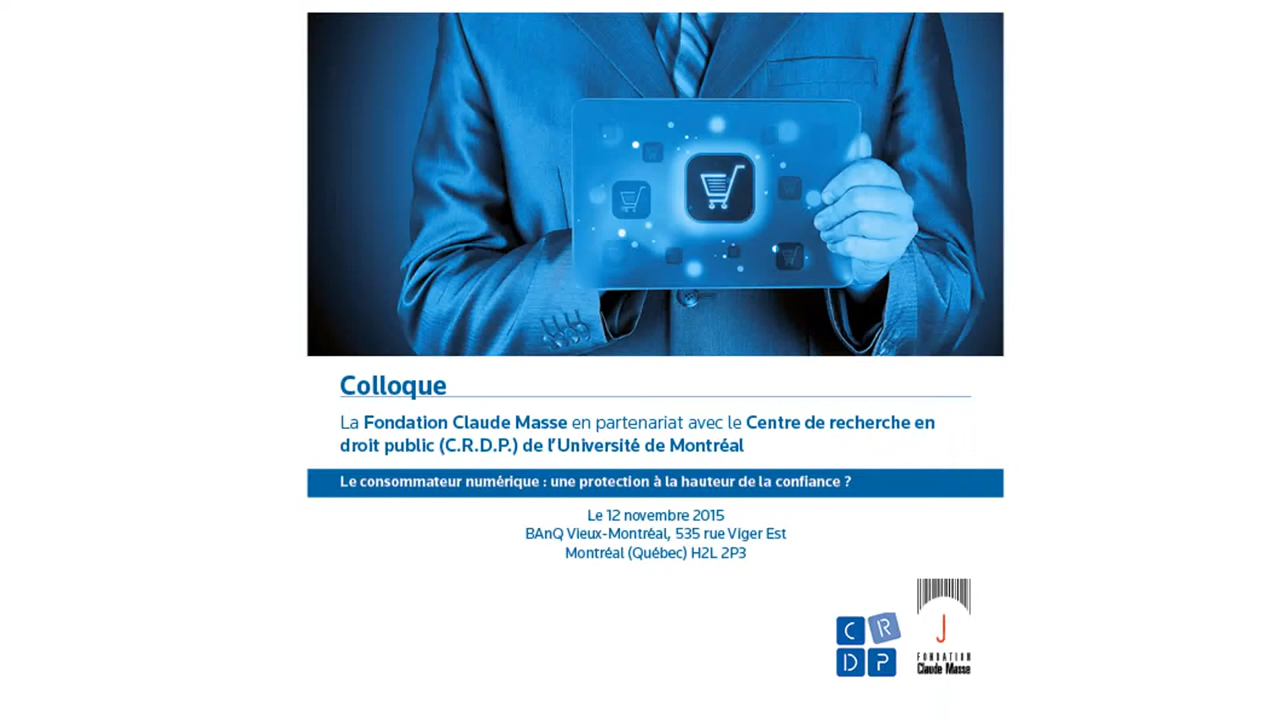 Colloque
La Fondation Claude Masse en partenariat avec le Centre de recherche en
droit public (C.R.D.P.) de l'Université de Montréal
Le consommateur numérique : une protection à la hauteur de la confiance ?
Le 12 novembre 2015
BAnQ Vieux-Montréal, 535 rue Viger Est
Montréal (Québec) H2L 2P3
C R
D P
J
FONDATION
Claude Masse